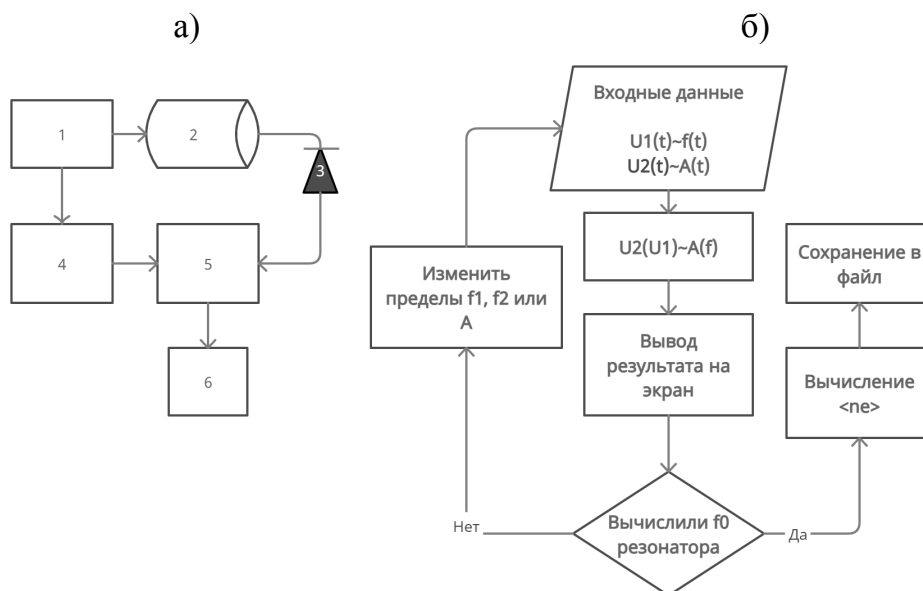 а)
б)
1
2
3
4
5
6
Входные данные
U1(t)~f(t)
U2(t)~A(t)
U2(U1)~A(f)
Изменить
пределы f1, f2 или
A
Вывод
результата на
экран
Сохранение в
файл
Вычисление
<ne>
Вычислили f0
резонатора
Нет
Да